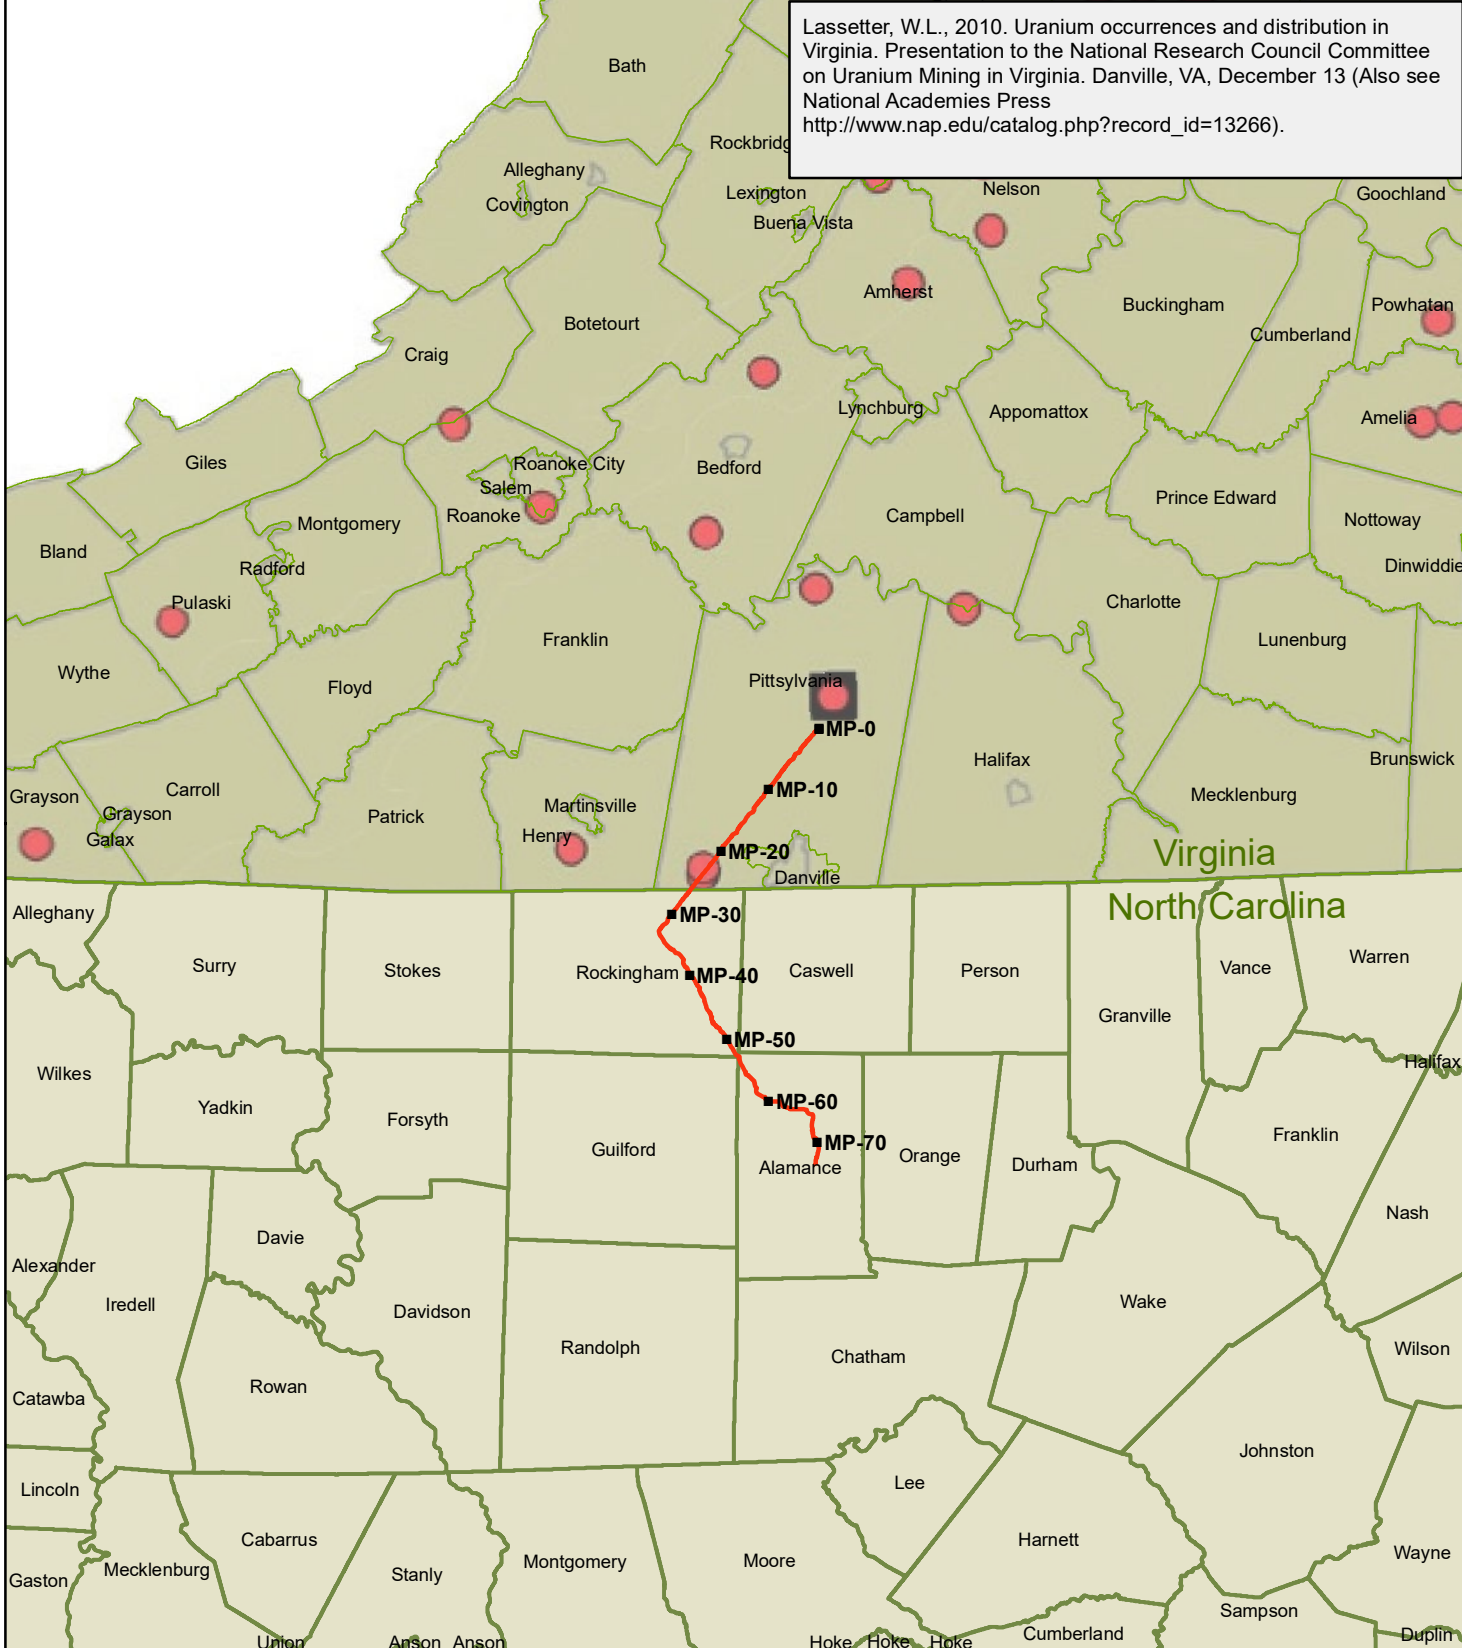 Lassetter, W.L., 2010. Uranium occurrences and distribution in
Virginia. Presentation to the National Research Council Committee
on Uranium Mining in Virginia. Danville, VA, December 13 (Also see
National Academies Press
http://www.nap.edu/catalog.php?record_id=13266).
Bath
Rockbridg
Alleghany
Covington
Lexington
Buena Vista
Nelson
Goochland
Amherst
Buckingham
Cumberland
Powhatan
Botetourt
Craig
Lynchburg
Appomattox
Amelia
Giles
Roanoke City
Salem
Roanoke
Bedford
Campbell
Prince Edward
Nottoway
Dinwiddie
Montgomery
Bland
Radford
Pulaski
Franklin
Charlotte
Lunenburg
Wythe
Floyd
Pittsylvania
MP-0
Halifax
Brunswick
MP-10
Mecklenburg
Grayson
Carroll
Grayson
Galax
Patrick
Martinsville
Henry
MP-20
Danville
Virginia
North Carolina
Alleghany
MP-30
Surry
Stokes
Rockingham
MP-40
Caswell
Person
Granville
Vance
Warren
MP-50
Halifax
Wilkes
Yadkin
Forsyth
MP-60
Guilford
MP-70
Alamance
Orange
Durham
Franklin
Nash
Davie
Alexander
Iredell
Davidson
Randolph
Chatham
Wake
Wilson
Rowan
Catawba
Johnston
Lincoln
Lee
Cabarrus
Harnett
Mecklenburg
Stanly
Montgomery
Moore
Wayne
Gaston
Sampson
Union
Anson
Anson
Hoke
Hoke
Hoke
Cumberland
Duplin